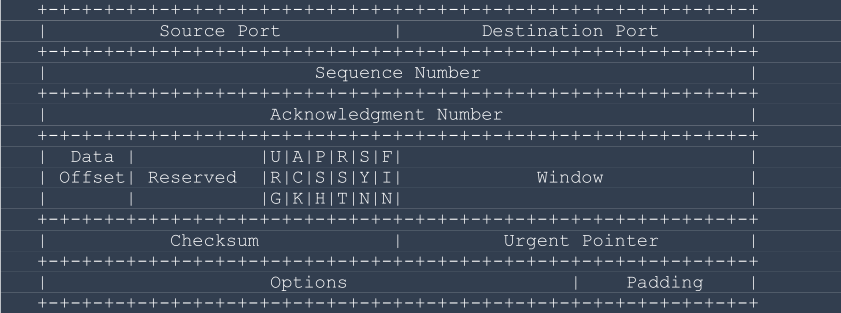 +-+-+-+-+-+-+-+-+-+-+-+-+-+-+-+-+-+-+-+-+-+-+-+-+-+-+-+-+-+-+-+-+
|          Source Port          |       Destination Port        |
+-+-+-+-+-+-+-+-+-+-+-+-+-+-+-+-+-+-+-+-+-+-+-+-+-+-+-+-+-+-+-+-+
|                        Sequence Number                        |
+-+-+-+-+-+-+-+-+-+-+-+-+-+-+-+-+-+-+-+-+-+-+-+-+-+-+-+-+-+-+-+-+
|                    Acknowledgment Number                      |
+-+-+-+-+-+-+-+-+-+-+-+-+-+-+-+-+-+-+-+-+-+-+-+-+-+-+-+-+-+-+-+-+
|  Data |           |U|A|P|R|S|F|                               |
| Offset| Reserved  |R|C|S|S|Y|I|            Window             |
|       |           |G|K|H|T|N|N|                               |
+-+-+-+-+-+-+-+-+-+-+-+-+-+-+-+-+-+-+-+-+-+-+-+-+-+-+-+-+-+-+-+-+
|           Checksum            |         Urgent Pointer        |
+-+-+-+-+-+-+-+-+-+-+-+-+-+-+-+-+-+-+-+-+-+-+-+-+-+-+-+-+-+-+-+-+
|                    Options                    |    Padding    |
+-+-+-+-+-+-+-+-+-+-+-+-+-+-+-+-+-+-+-+-+-+-+-+-+-+-+-+-+-+-+-+-+